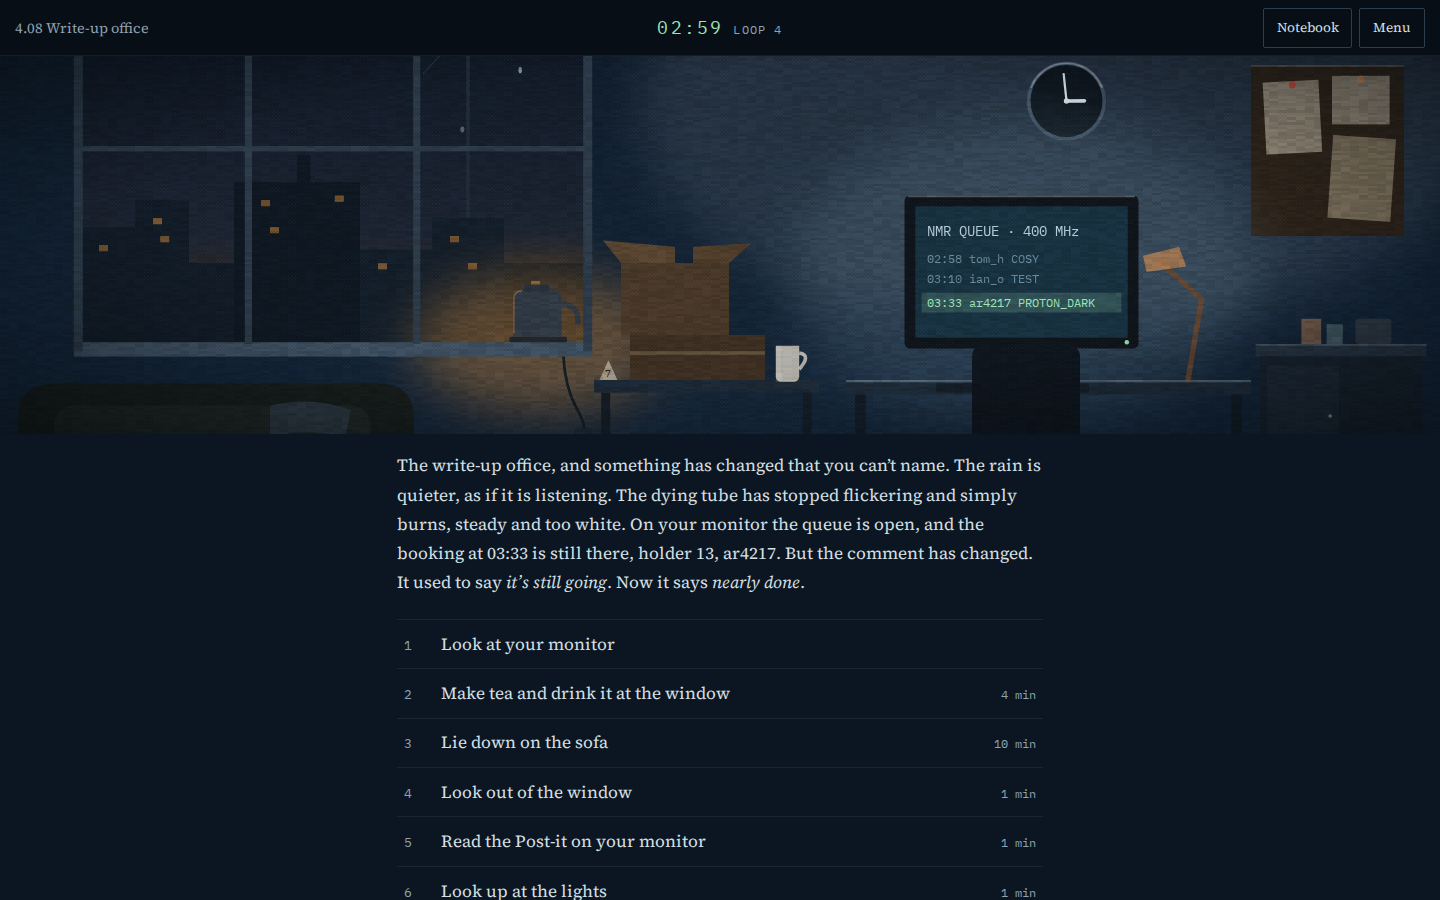 4.08 Write-up office
02:59 LOOP 4
Notebook
Menu
NMR QUEUE · 400 MHz
02:58 tom_h COSY
03:10 ian_o TEST
03:33 ar4217 PROTON_DARK
7
The write-up office, and something has changed that you can’t name. The rain is
quieter, as if it is listening. The dying tube has stopped flickering and simply
burns, steady and too white. On your monitor the queue is open, and the
booking at 03:33 is still there, holder 13, ar4217. But the comment has changed.
It used to say it’s still going. Now it says nearly done.
1 Look at your monitor
2 Make tea and drink it at the window 4 min
3 Lie down on the sofa 10 min
4 Look out of the window 1 min
5 Read the Post-it on your monitor 1 min
6 Look up at the lights 1 min